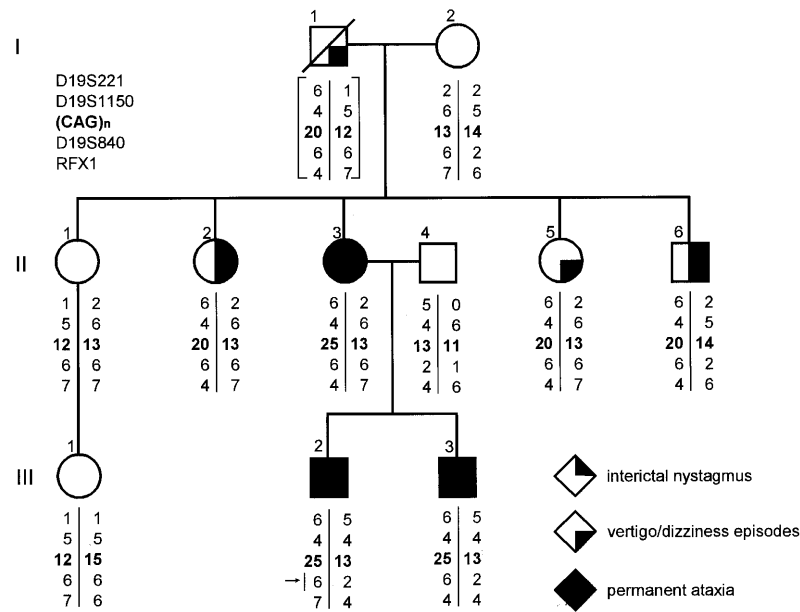 1 2
I
D19S221
D19S1150
(CAG)n
D19S840
RFX1
6 1 2 2
4 5 6 5
20 12 13 14
6 6 6 2
4 7 7 6
1 2 3 4 5 6
II
1 2 6 2 6 2 5 0 6 2 6 2
5 6 4 6 4 6 4 6 4 6 4 5
12 13 20 13 25 13 13 11 20 13 20 14
6 6 6 6 6 6 2 1 6 6 6 2
7 7 4 7 4 7 4 6 4 7 4 6
1 2 3
III
interictal nystagmus
vertigo/dizziness episodes
permanent ataxia
1 1 6 5 6 5
5 5 4 4 4 4
12 15 25 13 25 13
6 6 → 6 2 6 2
7 6 7 4 4 4